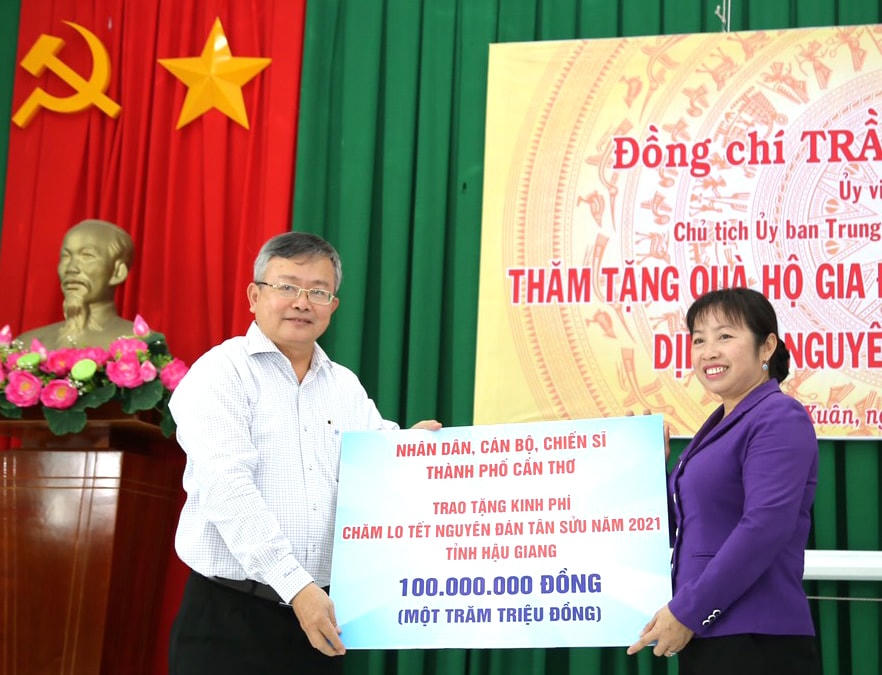 Đồng chí TRẦ
Ủy vi
Chủ tịch Ủy ban Trung
THĂM TẶNG QUÀ HỘ GIA
NGUYÊ
Xuân,
NHÂN DÂN, CÁN BỘ, CHIẾN SĨ
THÀNH PHỐ CẦN THƠ
TRAO TẶNG KINH PHÍ
CHĂM LO TẾT NGUYÊN ĐÁN TÂN SỬU NĂM 2021
TỈNH HẬU GIANG
100.000.000 ĐỒNG
(MỘT TRĂM TRIỆU ĐỒNG)